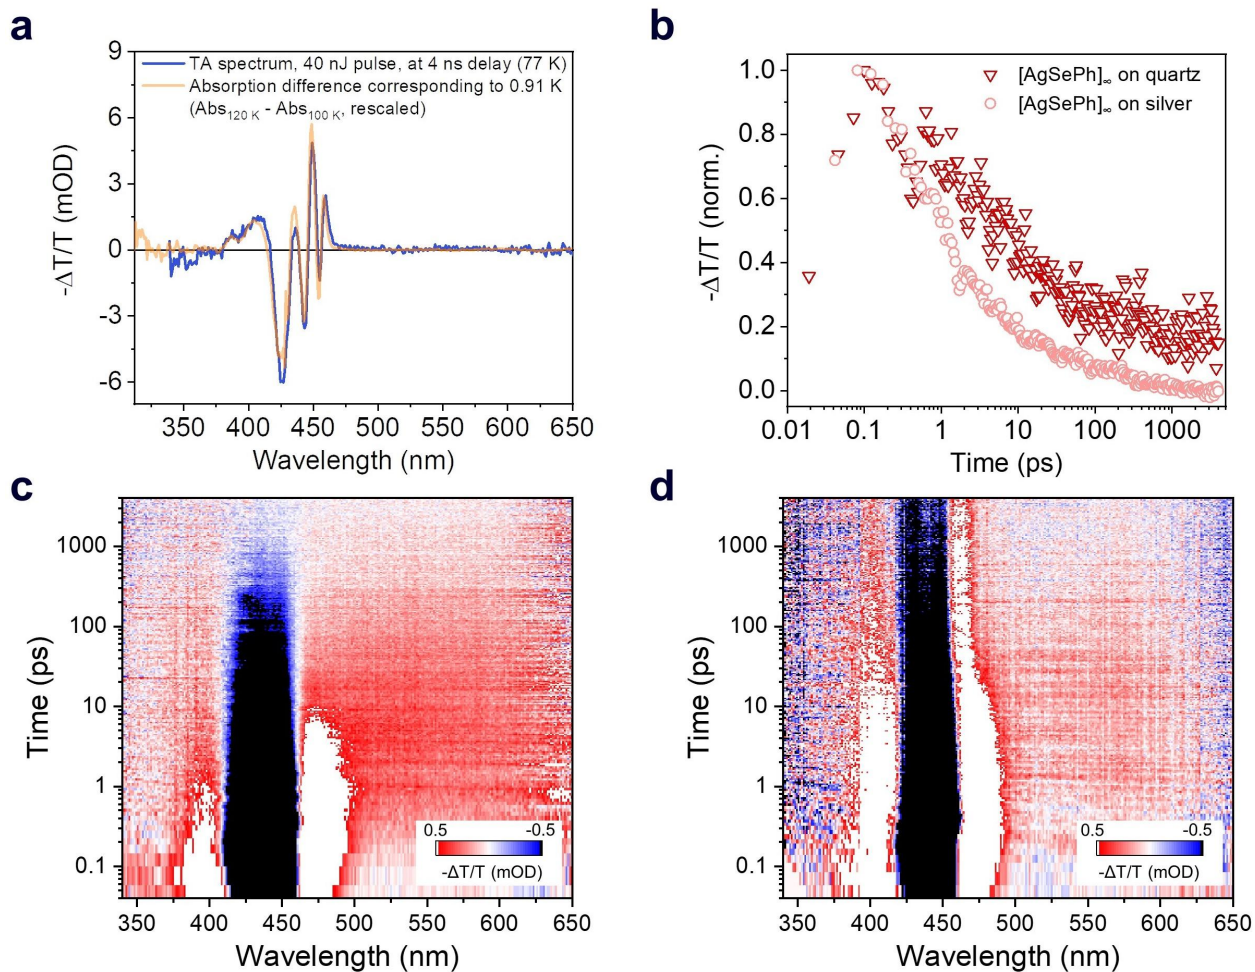 a
9
6
3
0
-3
-6
-ΔT/T (mOD)
TA spectrum, 40 nJ pulse, at 4 ns delay (77 K)
Absorption difference corresponding to 0.91 K
(Abs120 K - Abs100 K, rescaled)
350 400 450 500 550 600 650
Wavelength (nm)
b
1.0
0.8
0.6
0.4
0.2
0.0
-ΔT/T (norm.)
[AgSePh]∞ on quartz
[AgSePh]∞ on silver
0.01 0.1 1 10 100 1000
Time (ps)
c
1000
100
10
1
0.1
Time (ps)
0.5 -0.5
-ΔT/T (mOD)
350 400 450 500 550 600 650
Wavelength (nm)
d
1000
100
10
1
0.1
Time (ps)
0.5 -0.5
-ΔT/T (mOD)
350 400 450 500 550 600 650
Wavelength (nm)